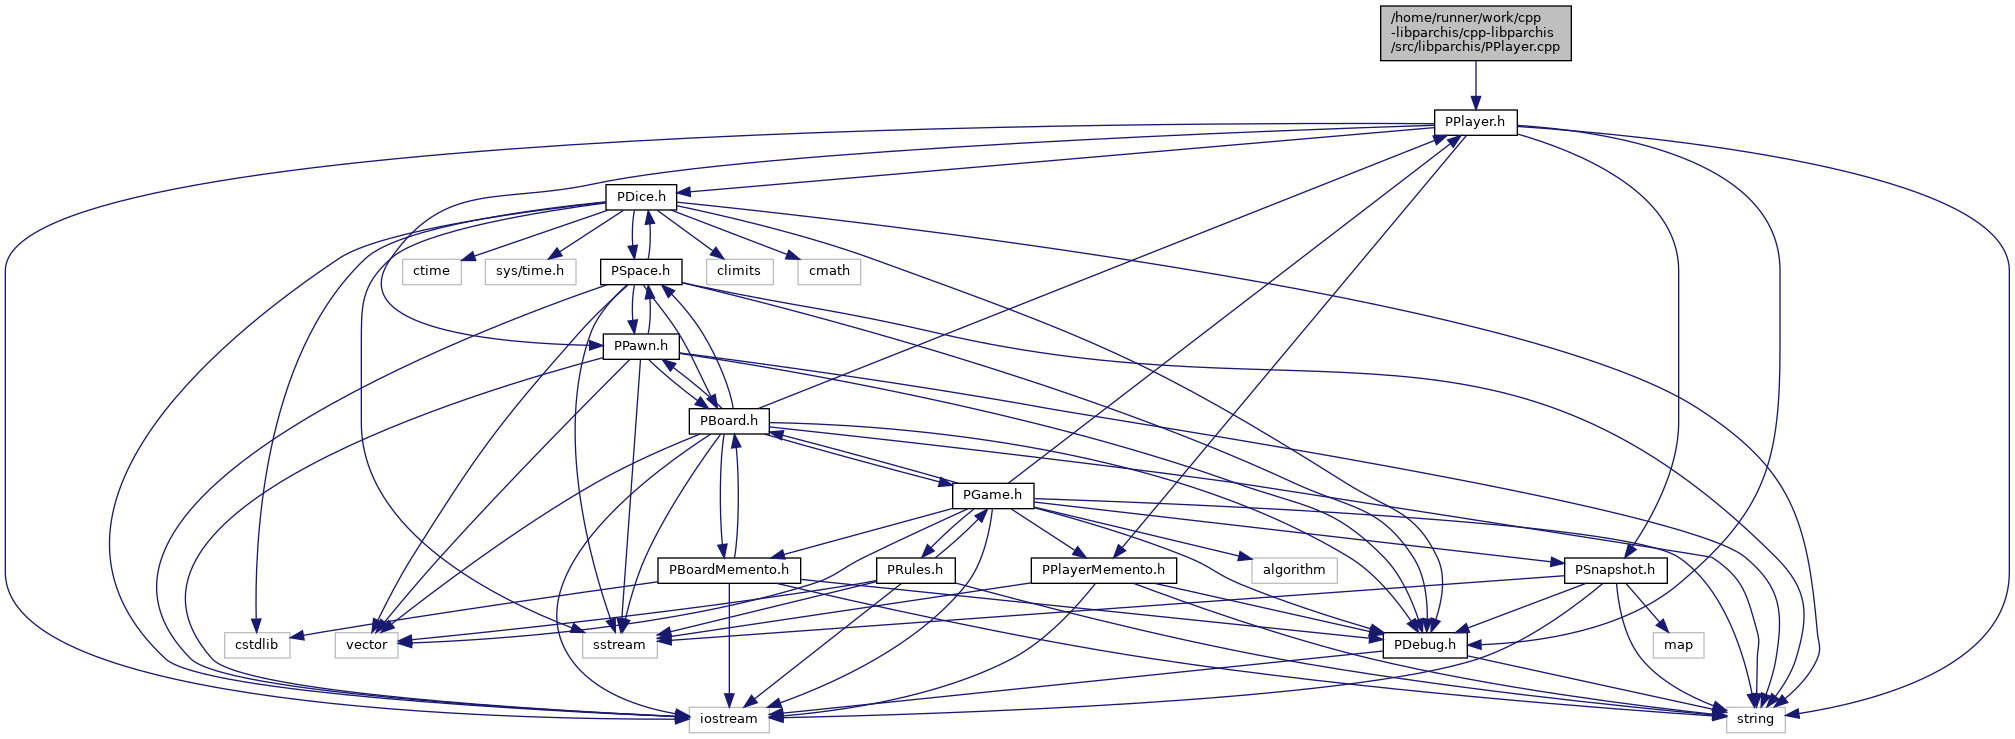 /home/runner/work/cpp
-libparchis/cpp-libparchis
/src/libparchis/PPlayer.cpp
PPlayer.h
PDice.h
ctime
sys/time.h
PSpace.h
climits
cmath
PPawn.h
PBoard.h
PGame.h
PBoardMemento.h
PRules.h
PPlayerMemento.h
algorithm
PSnapshot.h
cstdlib
vector
sstream
PDebug.h
map
iostream
string